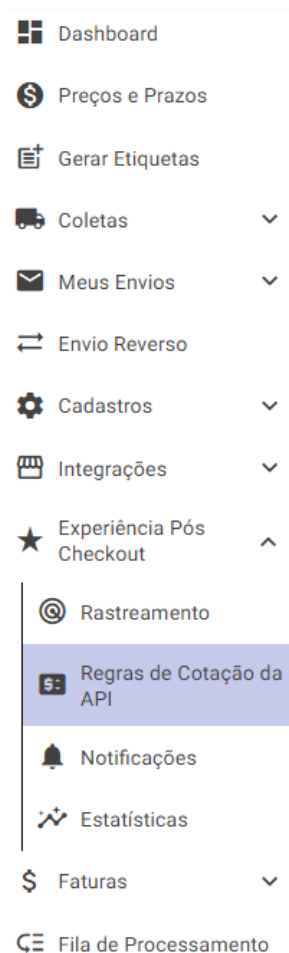 Dashboard
Preços e Prazos
Gerar Etiquetas
Coletas
Meus Envios
Envio Reverso
Cadastros
Integrações
Experiência Pós
Checkout
Rastreamento
Regras de Cotação da
API
Notificações
Estatísticas
Faturas
Fila de Processamento